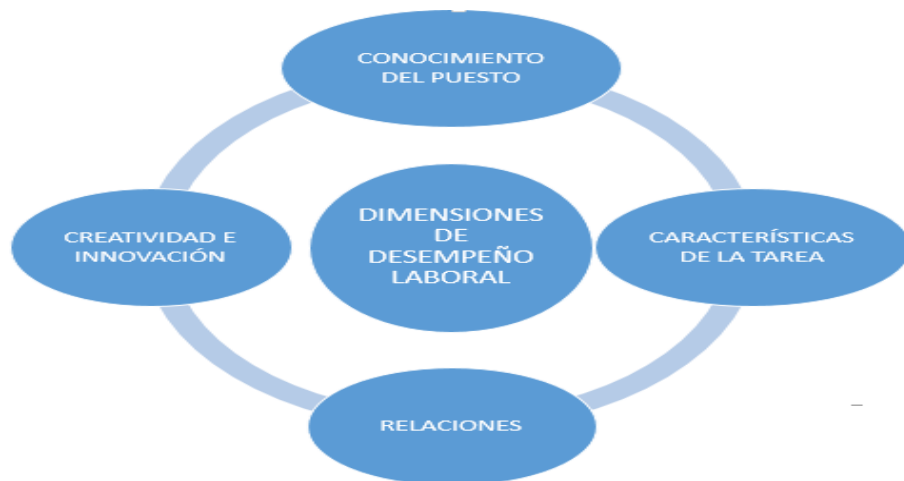 CONOCIMIENTO
DEL PUESTO
CREATIVIDAD E
INNOVACIÓN
DIMENSIONES
DE
DESEMPEÑO
LABORAL
CARACTERÍSTICAS
DE LA TAREA
RELACIONES